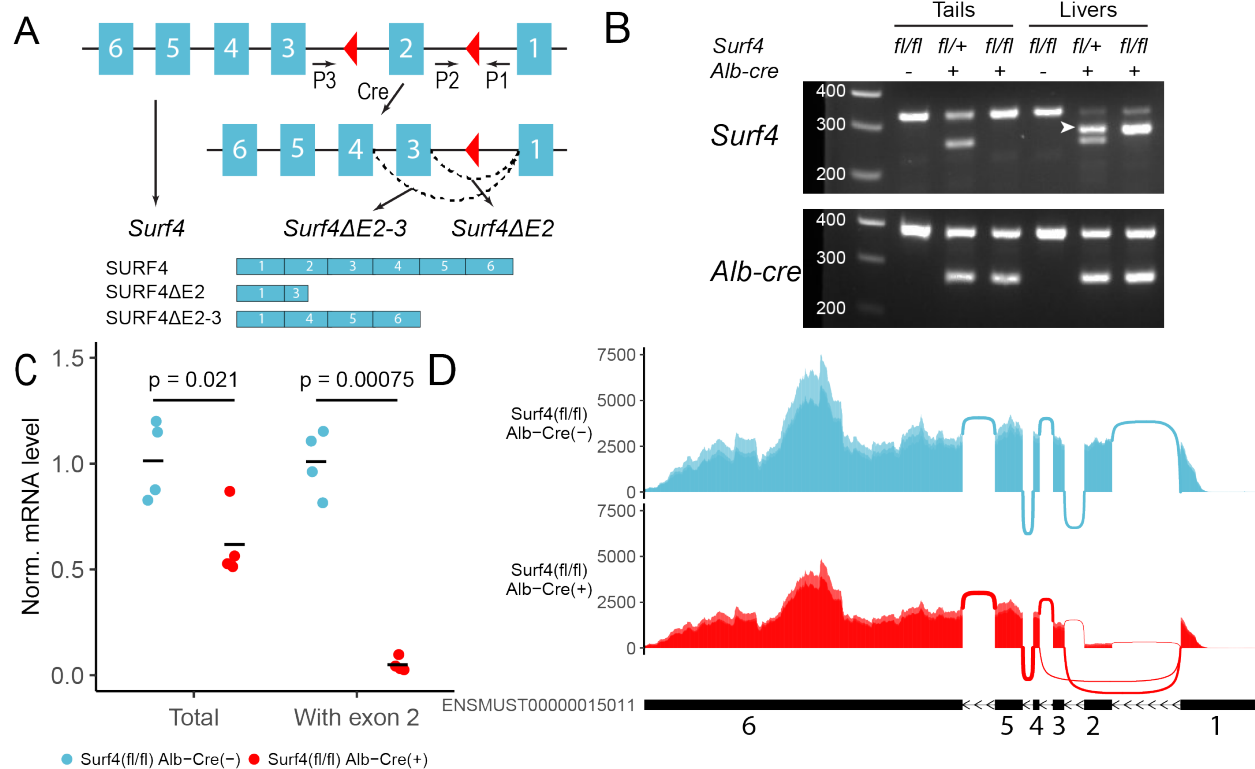 A
6 5 4 3 2 1
P3 P2 P1
Cre
6 5 4 3 1
Surf4 Surf4ΔE2-3 Surf4ΔE2
SURF4 1 2 3 4 5 6
SURF4ΔE2 1 3
SURF4ΔE2-3 1 4 5 6
B
Tails Livers
Surf4 fl/fl fl/+ fl/fl fl/fl fl/+ fl/fl
Alb-cre - + + - + +
400
300
200
Surf4
400
300
200
Alb-cre
C
p = 0.021 p = 0.00075
Norm. mRNA level
1.5
1.0
0.5
0.0
Total With exon 2
Surf4(fl/fl) Alb−Cre(−) Surf4(fl/fl) Alb−Cre(+)
D
Surf4(fl/fl)
Alb−Cre(−)
7500
5000
2500
0
Surf4(fl/fl)
Alb−Cre(+)
7500
5000
2500
0
ENSMUST00000015011
6 5 4 3 2 1